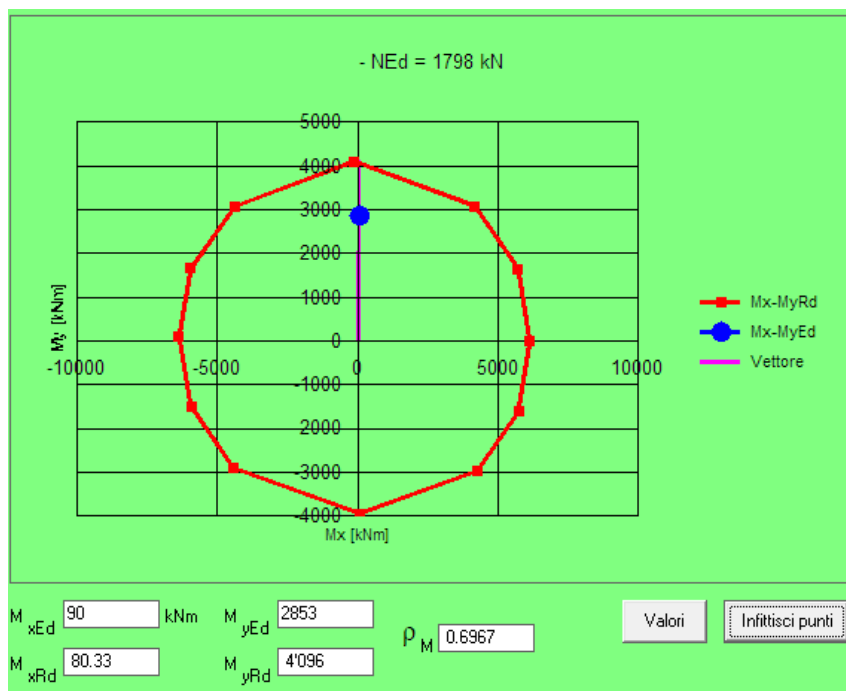 - NEd = 1798 kN
5000
4000
3000
2000
1000
0
-1000
-2000
-3000
-4000
-10000 -5000 0 5000 10000
My [kNm]
Mx [kNm]
Mx-MyRd
Mx-MyEd
Vettore
M xEd 90 kNm M yEd 2853
M xRd 80.33 M yRd 4'096
ρ M 0.6967
Valori
Infittisci punti